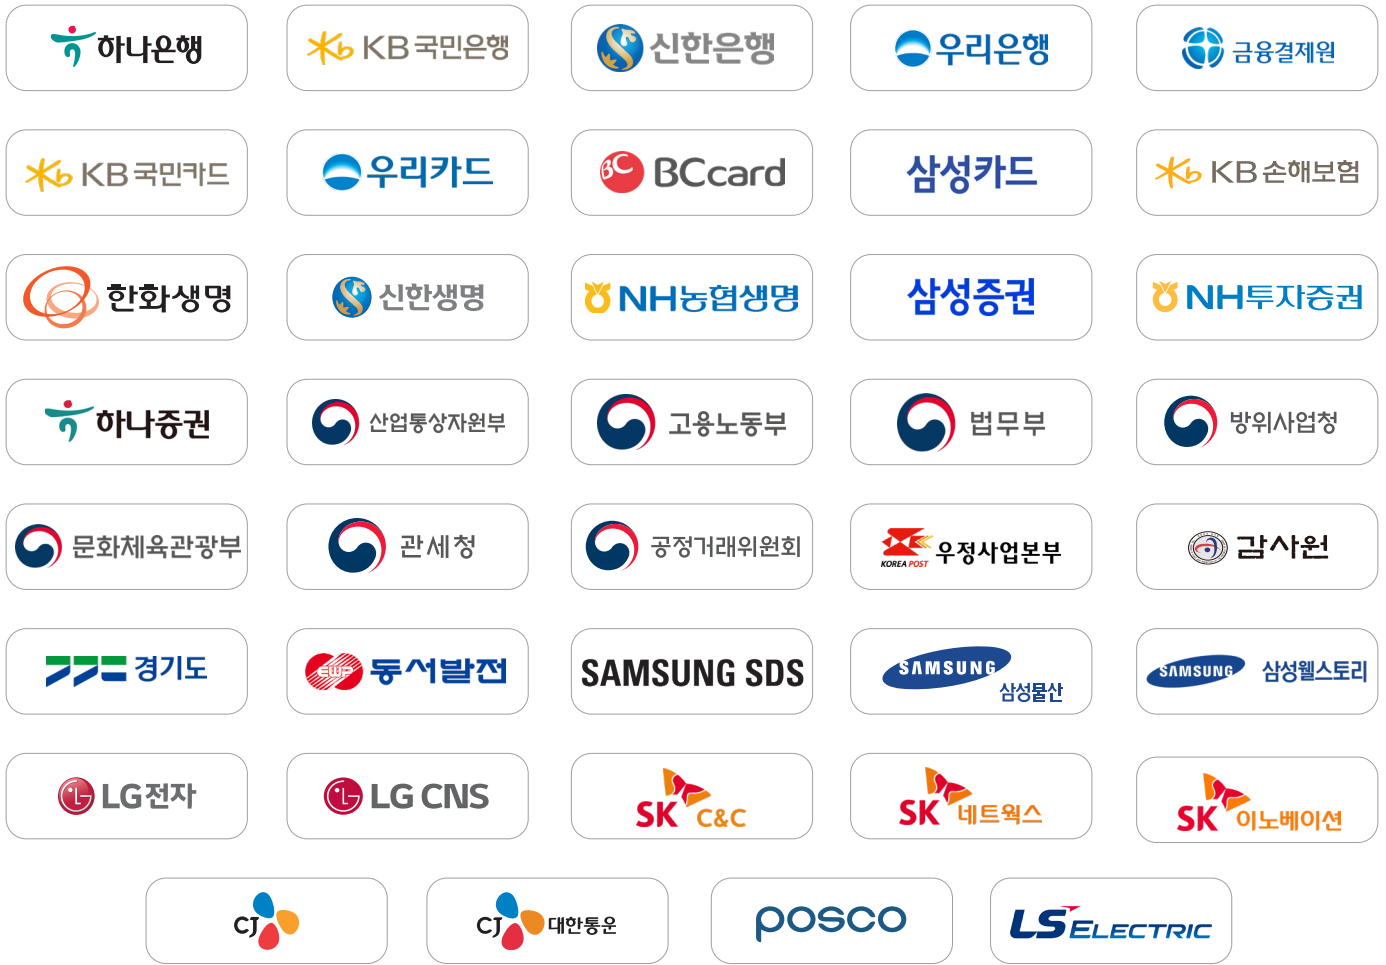 하나은행
Kb KB 국민은행
신한은행
우리은행
금융결제원
Kb KB 국민카드
우리카드
BC BCcard
삼성카드
Kb KB 손해보험
한화생명
신한생명
NH농협생명
삼성증권
NH투자증권
하나증권
산업통상자원부
고용노동부
법무부
방위사업청
문화체육관광부
관세청
공정거래위원회
KOREA POST 우정사업본부
감사원
경기도
EWP 동서발전
SAMSUNG SDS
SAMSUNG
삼성물산
SAMSUNG 삼성웰스토리
LG전자
LG CNS
SK C&C
SK 네트웍스
SK 이노베이션
CJ
CJ 대한통운
posco
LS ELECTRIC